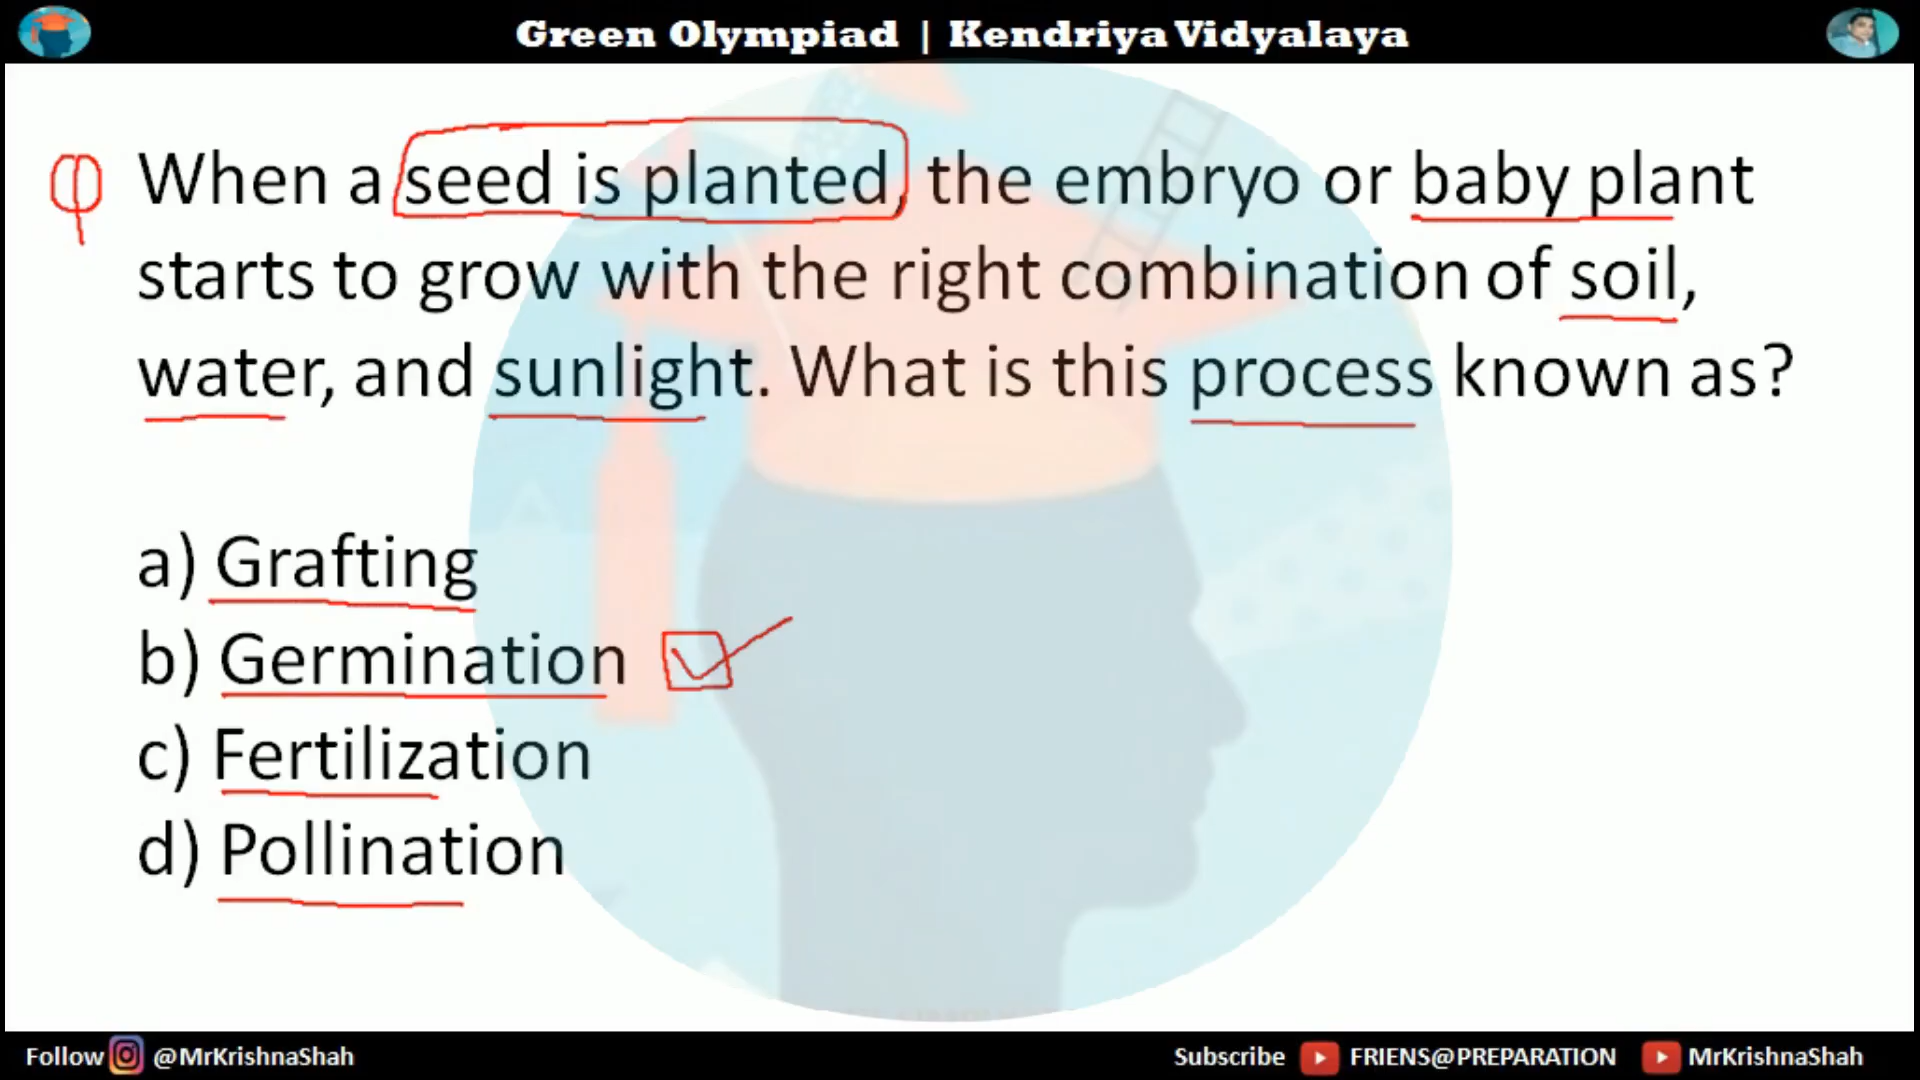 Green Olympiad | Kendriya Vidyalaya
φ When a seed is planted, the embryo or baby plant
starts to grow with the right combination of soil,
water, and sunlight. What is this process known as?
a) Grafting
b) Germination
c) Fertilization
d) Pollination
Follow @MrKrishnaShah Subscribe FRIENS@PREPARATION MrKrishnaShah